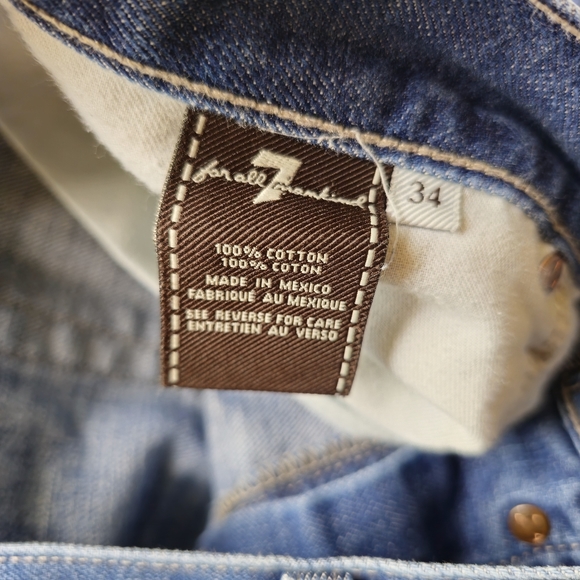 7
for all mankind
34
100% COTTON
100% COTON
MADE IN MEXICO
FABRIQUÉ AU MEXIQUE
SEE REVERSE FOR CARE
ENTRETIEN AU VERSO